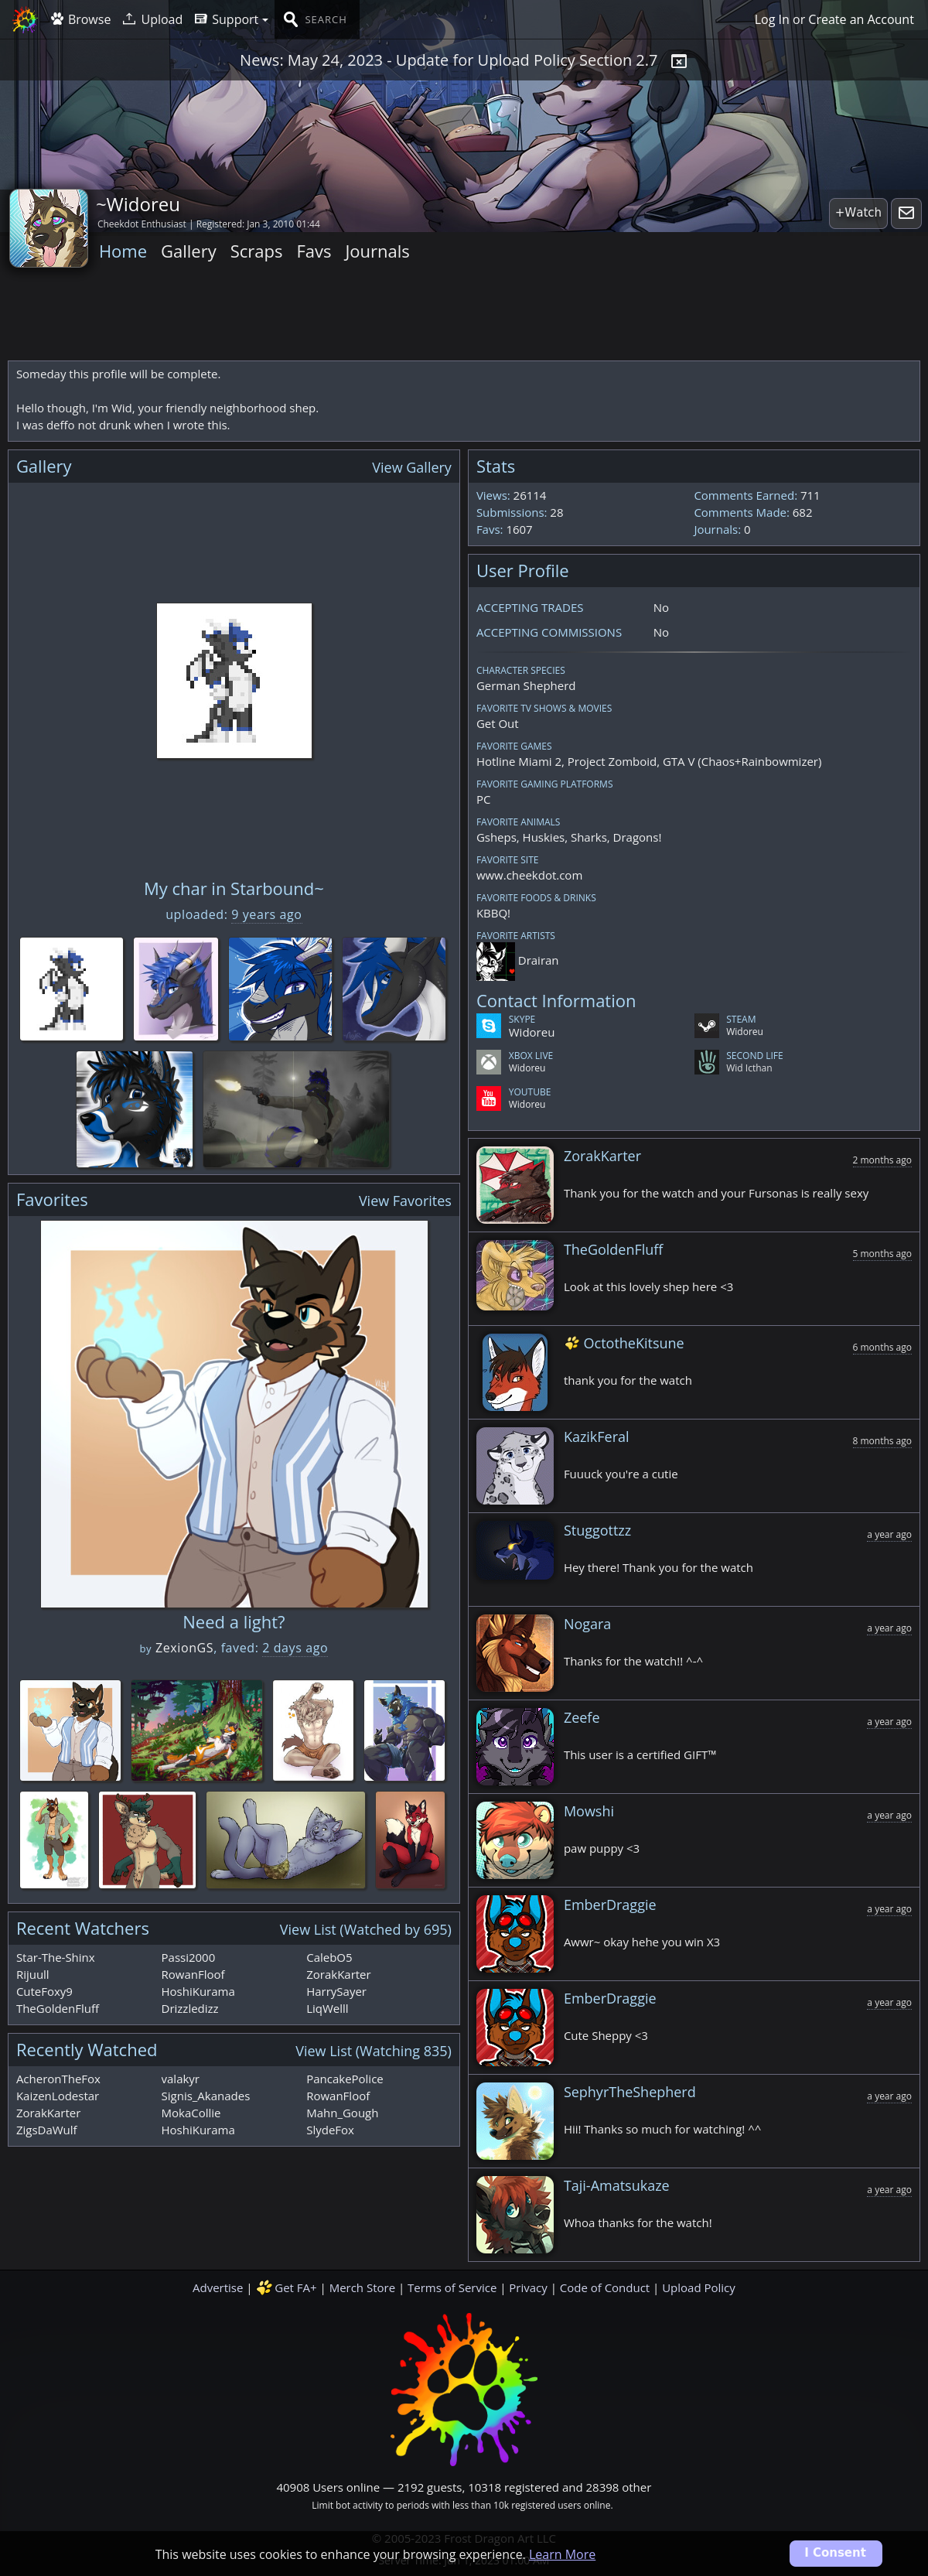 Browse Upload Support SEARCH Log In or Create an Account
News: May 24, 2023 - Update for Upload Policy Section 2.7
~Widoreu
Cheekdot Enthusiast | Registered: Jan 3, 2010 01:44
+Watch
Home Gallery Scraps Favs Journals
Someday this profile will be complete.
Hello though, I'm Wid, your friendly neighborhood shep.
I was deffo not drunk when I wrote this.
Gallery View Gallery
My char in Starbound~
uploaded: 9 years ago
Favorites View Favorites
Need a light?
by ZexionGS, faved: 2 days ago
Recent Watchers View List (Watched by 695)
Star-The-Shinx Passi2000 CalebO5
Rijuull RowanFloof ZorakKarter
CuteFoxy9 HoshiKurama HarrySayer
TheGoldenFluff Drizzledizz LiqWelll
Recently Watched View List (Watching 835)
AcheronTheFox valakyr PancakePolice
KaizenLodestar Signis_Akanades RowanFloof
ZorakKarter MokaCollie Mahn_Gough
ZigsDaWulf HoshiKurama SlydeFox
Stats
Views: 26114 Comments Earned: 711
Submissions: 28 Comments Made: 682
Favs: 1607 Journals: 0
User Profile
ACCEPTING TRADES No
ACCEPTING COMMISSIONS No
CHARACTER SPECIES
German Shepherd
FAVORITE TV SHOWS & MOVIES
Get Out
FAVORITE GAMES
Hotline Miami 2, Project Zomboid, GTA V (Chaos+Rainbowmizer)
FAVORITE GAMING PLATFORMS
PC
FAVORITE ANIMALS
Gsheps, Huskies, Sharks, Dragons!
FAVORITE SITE
www.cheekdot.com
FAVORITE FOODS & DRINKS
KBBQ!
FAVORITE ARTISTS
Drairan
Contact Information
SKYPE
Widoreu
STEAM
Widoreu
XBOX LIVE
Widoreu
SECOND LIFE
Wid Icthan
You Tube
YOUTUBE
Widoreu
ZorakKarter 2 months ago
Thank you for the watch and your Fursonas is really sexy
TheGoldenFluff 5 months ago
Look at this lovely shep here <3
OctotheKitsune 6 months ago
thank you for the watch
KazikFeral 8 months ago
Fuuuck you're a cutie
Stuggottzz a year ago
Hey there! Thank you for the watch
Nogara a year ago
Thanks for the watch!! ^-^
Zeefe a year ago
This user is a certified GIFT™
Mowshi a year ago
paw puppy <3
EmberDraggie a year ago
Awwr~ okay hehe you win X3
EmberDraggie a year ago
Cute Sheppy <3
SephyrTheShepherd a year ago
Hii! Thanks so much for watching! ^^
Taji-Amatsukaze a year ago
Whoa thanks for the watch!
Advertise | Get FA+ | Merch Store | Terms of Service | Privacy | Code of Conduct | Upload Policy
40908 Users online — 2192 guests, 10318 registered and 28398 other
Limit bot activity to periods with less than 10k registered users online.
© 2005-2023 Frost Dragon Art LLC
This website uses cookies to enhance your browsing experience. Learn More
I Consent